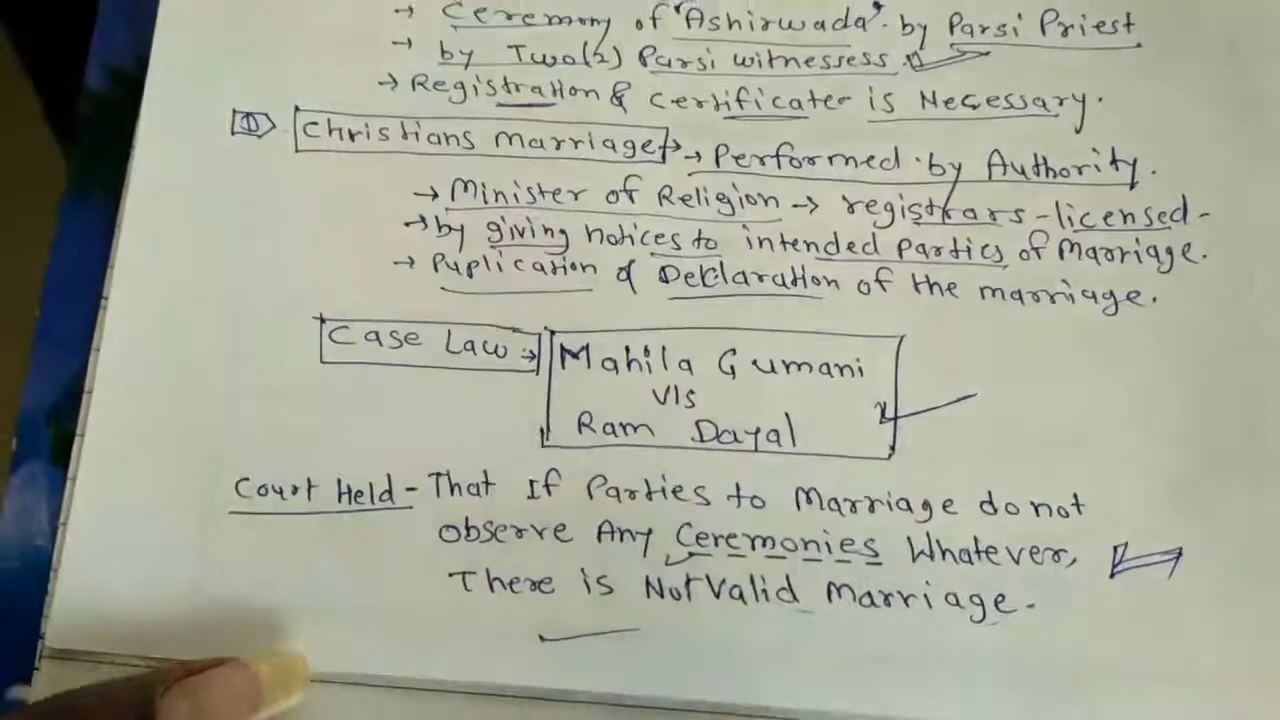 → Ceremony of "Ashirwada". by Parsi Priest
→ by Two(2) Parsi witnessess.
→ Registration & certificate is Necessary.
D Christians marriage → → Performed by Authority.
→ Minister of Religion → registrars-licensed-
→ by giving notices to intended parties of Marriage.
→ Puplication & Decclaration of the marriage.
Case Law → Mahila Gumani
V/s
Ram Dayal
Court Held - That If Parties to Marriage do not
observe Any Ceremonies Whatever,
There is Not Valid Marriage.